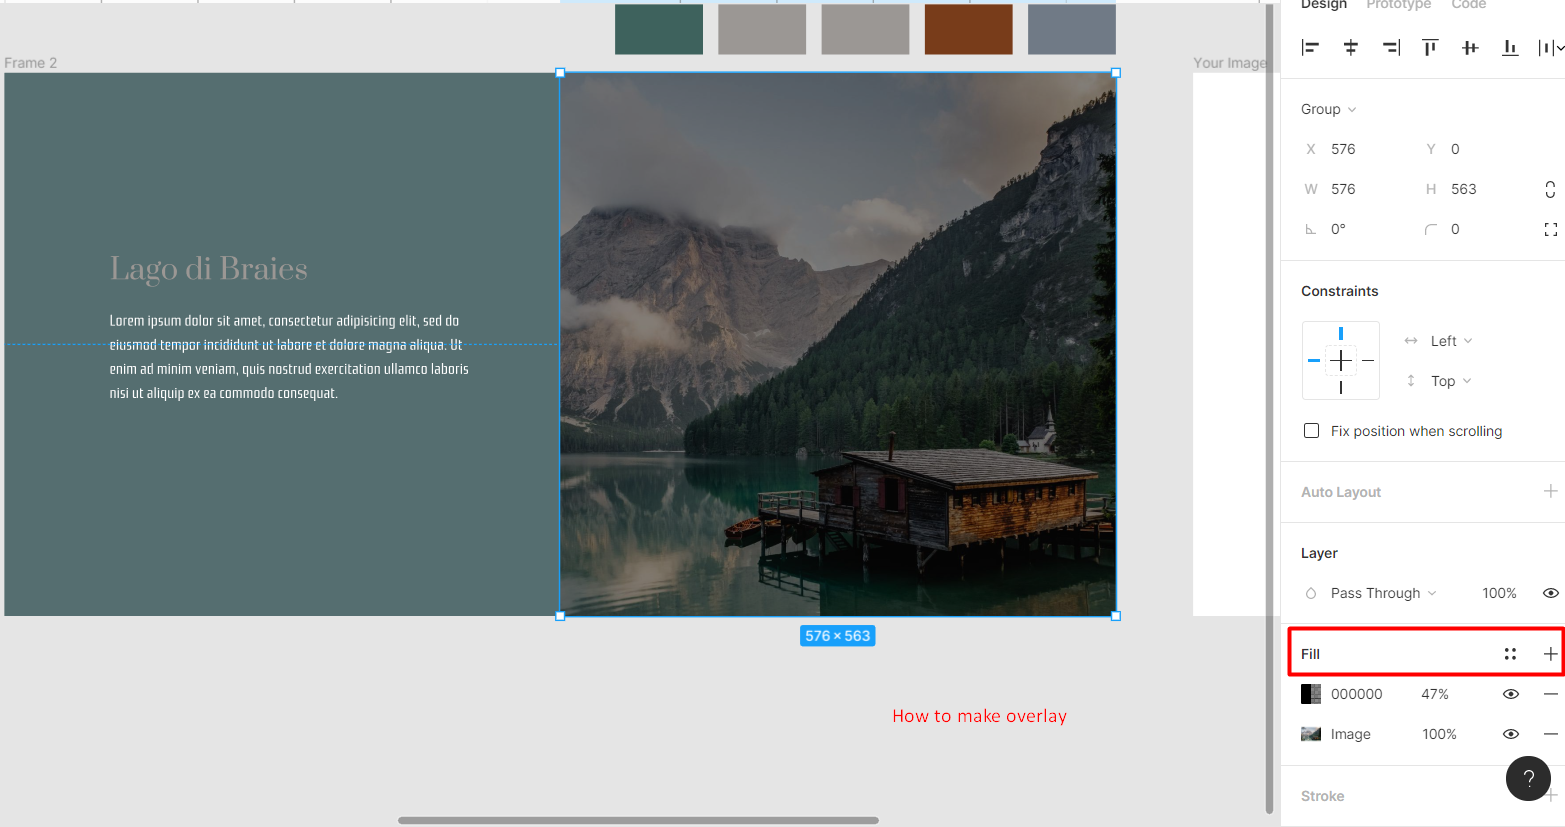 Design Prototype Code
Frame 2
Your Image
Group
X 576 Y 0
W 576 H 563
0° 0
Lago di Braies
Lorem ipsum dolor sit amet, consectetur adipisicing elit, sed do
eiusmod tempor incididunt ut labore et dolore magna aliqua. Ut
enim ad minim veniam, quis nostrud exercitation ullamco laboris
nisi ut aliquip ex ea commodo consequat.
576 × 563
How to make overlay
Constraints
Left
Top
Fix position when scrolling
Auto Layout
Layer
Pass Through 100%
Fill
000000 47%
Image 100%
Stroke
?